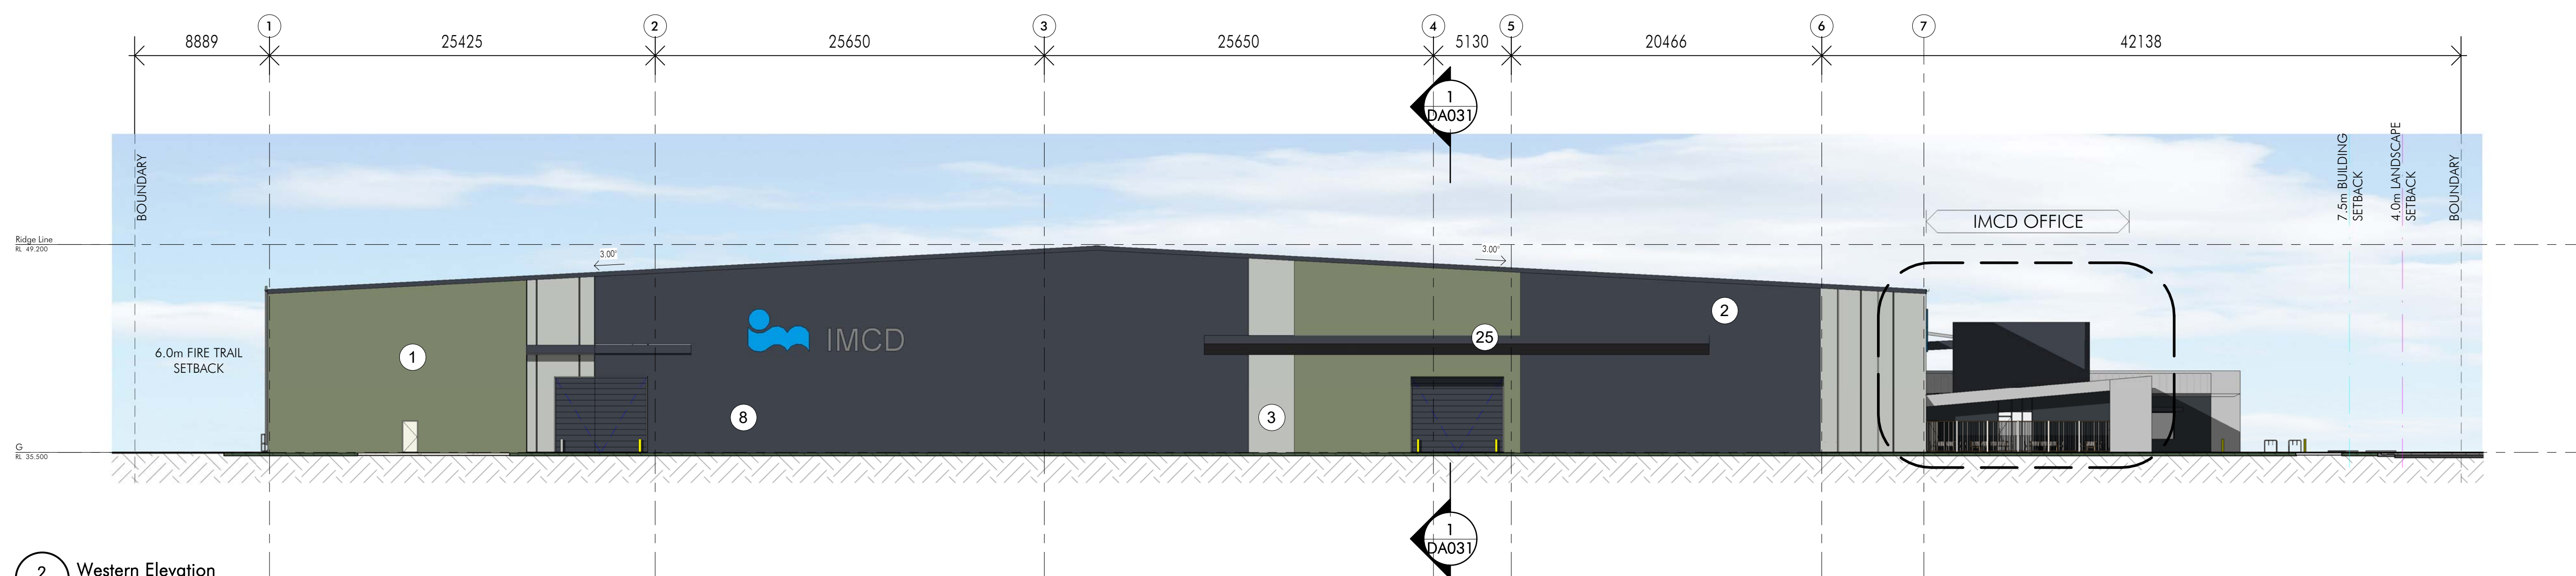 1 2 3 4 5 6 7
8889 25425 25650 25650 5130 20466 42138
1
DA031
BOUNDARY
7.5m BUILDING
SETBACK
4.0m LANDSCAPE
SETBACK
BOUNDARY
IMCD OFFICE
Ridge Line
RL 49.200
3.00°
3.00°
2
IMCD
25
1
6.0m FIRE TRAIL
SETBACK
8
3
G
RL 35.500
1
DA031
2
Western Elevation